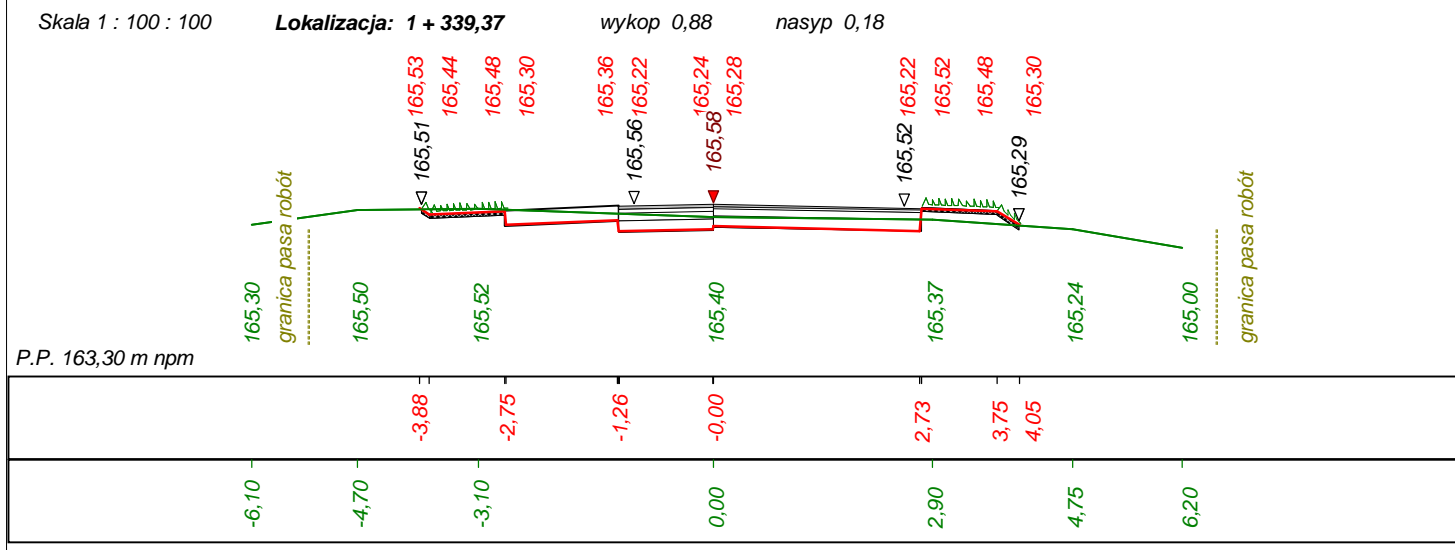 Skala 1 : 100 : 100 Lokalizacja: 1 + 339,37 wykop 0,88 nasyp 0,18
165,53 165,44 165,48 165,30 165,36 165,22 165,24 165,28 165,22 165,52 165,48 165,30
165,51 165,56 165,58 165,52 165,29
granica pasa robót granica pasa robót
165,30 165,50 165,52 165,40 165,37 165,24 165,00
P.P. 163,30 m npm
-3,88 -2,75 -1,26 -0,00 2,73 3,75 4,05
-6,10 -4,70 -3,10 0,00 2,90 4,75 6,20